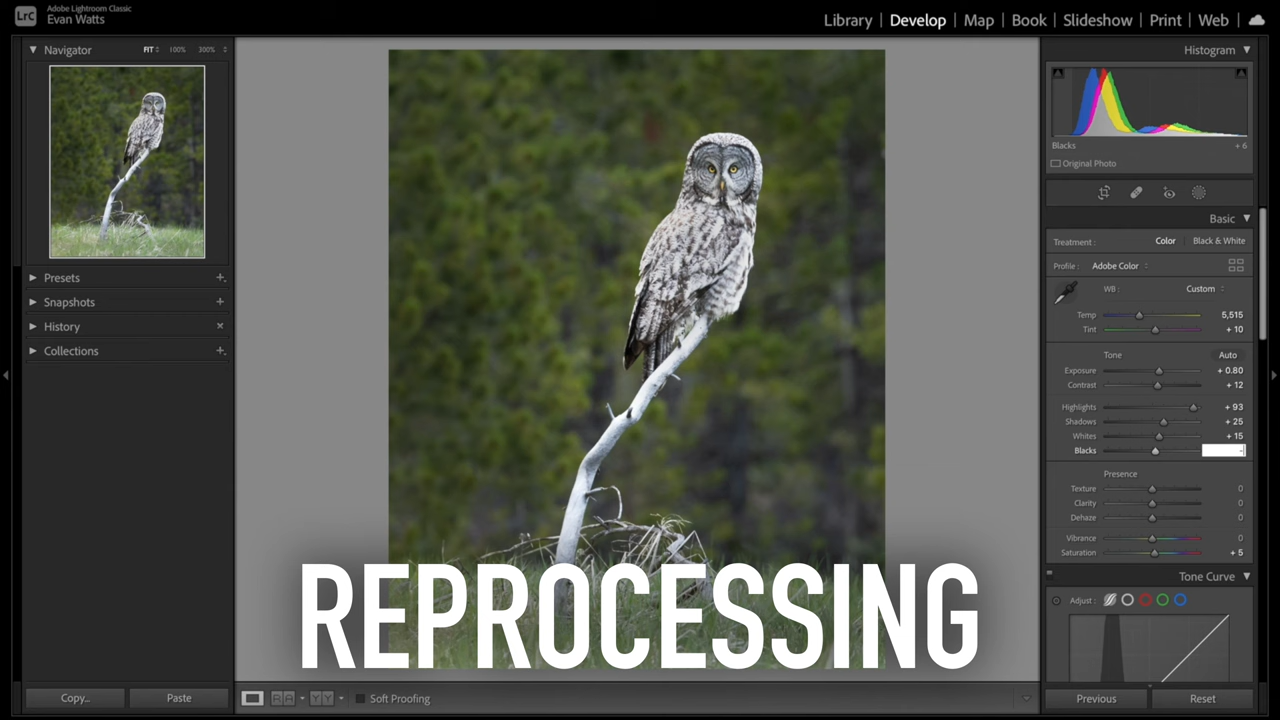 LrC
Adobe Lightroom Classic
Evan Watts
Library | Develop | Map | Book | Slideshow | Print | Web
Navigator
FIT 100% 300%
Presets
Snapshots
History
Collections
Copy...
Paste
REPROCESSING
Soft Proofing
Histogram
Blacks + 6
Original Photo
Basic
Treatment : Color Black & White
Profile : Adobe Color
WB : Custom
Temp 5,515
Tint + 10
Tone Auto
Exposure + 0.80
Contrast + 12
Highlights + 93
Shadows + 25
Whites + 15
Blacks
Presence
Texture 0
Clarity 0
Dehaze 0
Vibrance 0
Saturation + 5
Tone Curve
Adjust :
Previous
Reset